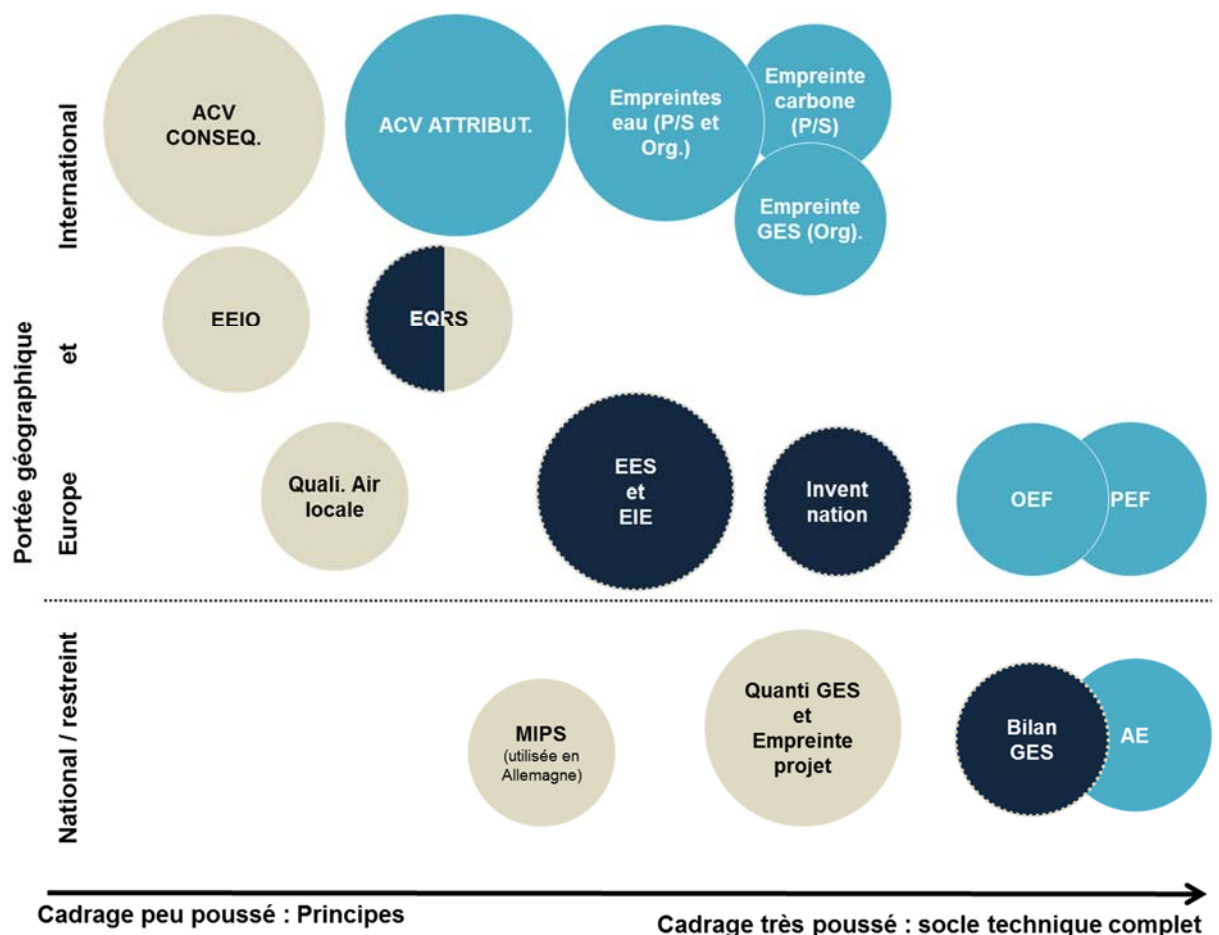 ACV
CONSEQ.
ACV ATTRIBUT.
Empreintes
eau (P/S et
Org.)
Empreinte
carbone
(P/S)
Empreinte
GES (Org).
EEIO
EQRS
Quali. Air
locale
EES
et
EIE
Invent
nation
OEF
PEF
MIPS
(utilisée en
Allemagne)
Quanti GES
et
Empreinte
projet
Bilan
GES
AE
Portée géographique
International
et
Europe
National / restreint
Cadrage peu poussé : Principes
Cadrage très poussé : socle technique complet